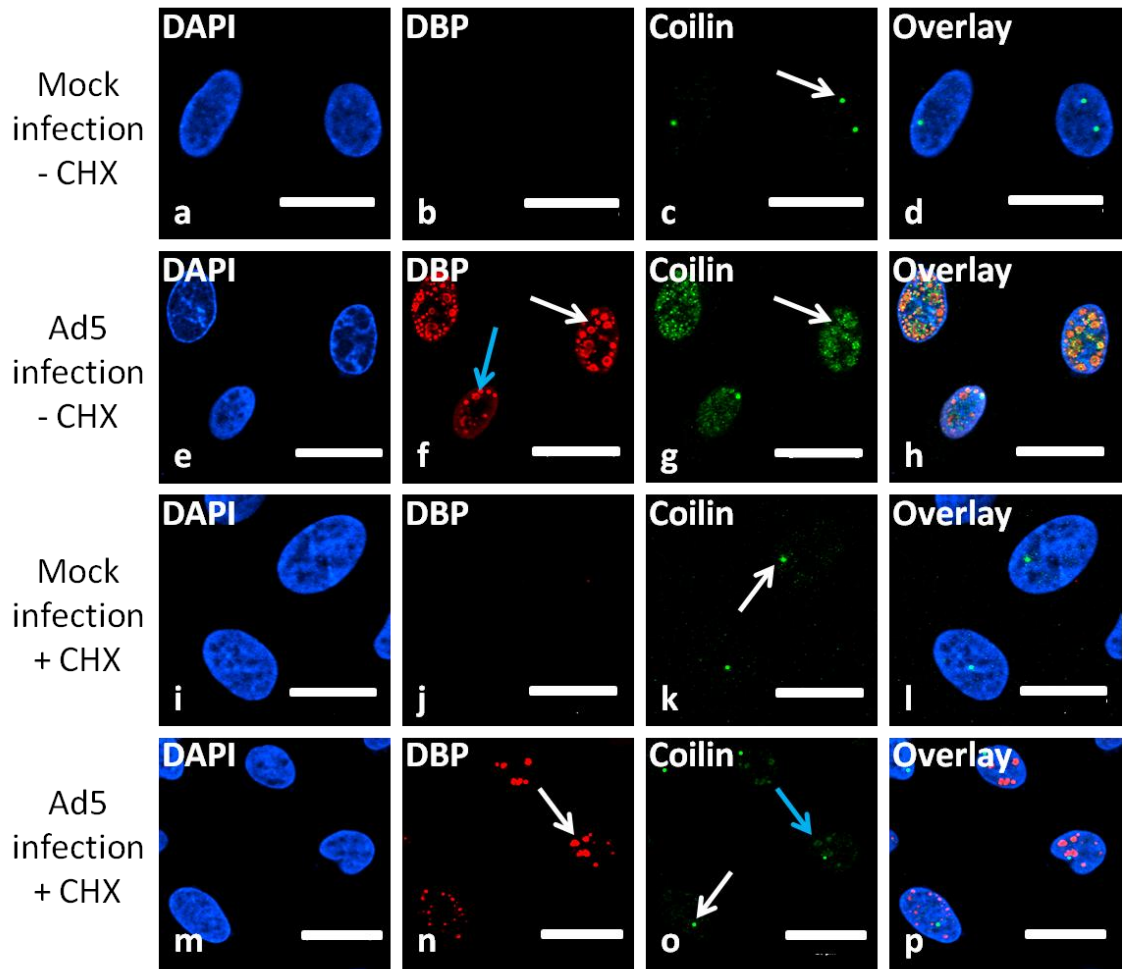 Mock
infection
- CHX
DAPI
DBP
Coilin
Overlay
a
b
c
d
Ad5
infection
- CHX
DAPI
DBP
Coilin
Overlay
e
f
g
h
Mock
infection
+ CHX
DAPI
DBP
Coilin
Overlay
i
j
k
l
Ad5
infection
+ CHX
DAPI
DBP
Coilin
Overlay
m
n
o
p